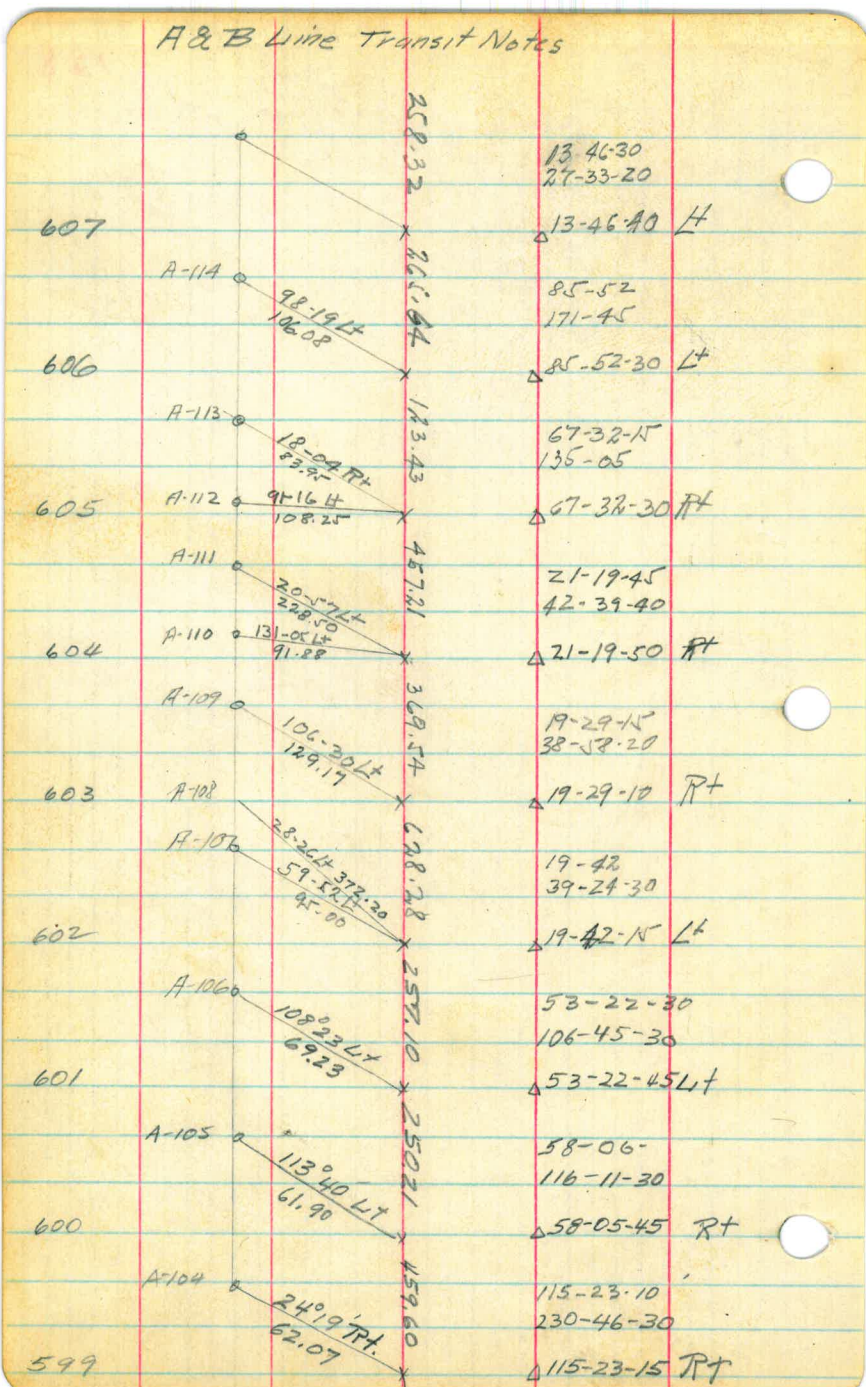 A & B Line Transit Notes
258.32
13-46-30
27-33-20
607
13-46-40 Lt
265.64
A-114
98-19 Lt
106.08
85-52
171-45
606
85-52-30 Lt
123.43
A-113
18-04 Rt
83.95
67-32-15
135-05
605
A-112
91-16 Lt
108.25
67-32-30 Rt
457.21
A-111
20-57 Lt
228.50
21-19-45
42-39-40
604
A-110
131-05 Lt
91.88
21-19-50 Rt
369.54
A-109
106-30 Lt
129.17
19-29-15
38-58-20
603
A-108
19-29-10 Rt
628.28
28-26 Lt 372.20
A-107
59-52 Lt
95.00
19-42
39-24-30
602
19-42-15 Lt
257.10
A-106
108°23 Lt
69.23
53-22-30
106-45-30
601
53-22-45 Lt
250.21
A-105
113°40 Lt
61.90
58-06-
116-11-30
600
58-05-45 Rt
459.60
A-104
24°19' Rt.
62.07
115-23-10
230-46-30
599
115-23-15 Rt